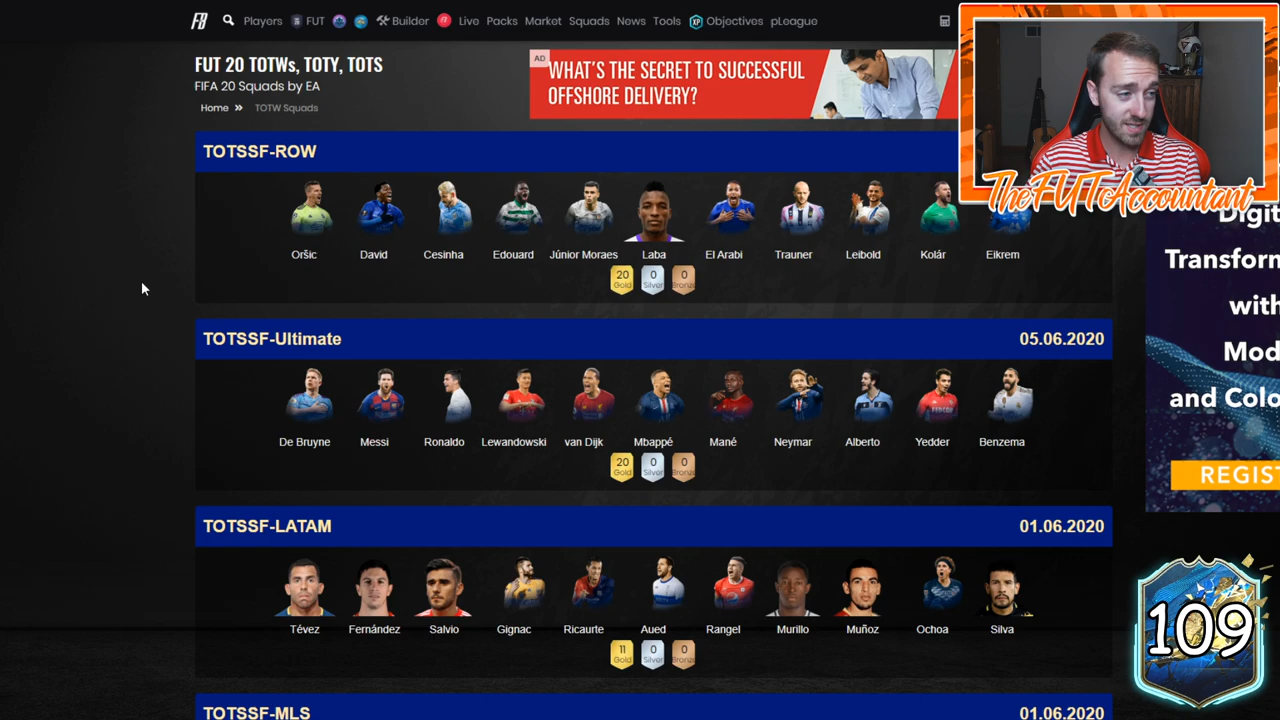 FB Players FUT Builder Live Packs Market Squads News Tools XP Objectives pLeague
FUT 20 TOTWs, TOTY, TOTS
FIFA 20 Squads by EA
Home » TOTW Squads
AD
WHAT'S THE SECRET TO SUCCESSFUL
OFFSHORE DELIVERY?
TheFUTAccountant
TOTSSF-ROW
Oršic David Cesinha Edouard Júnior Moraes Laba El Arabi Trauner Leibold Kolár Eikrem
20 0 0
Gold Silver Bronze
TOTSSF-Ultimate 05.06.2020
De Bruyne Messi Ronaldo Lewandowski van Dijk Mbappé Mané Neymar Alberto Yedder Benzema
20 0 0
Gold Silver Bronze
TOTSSF-LATAM 01.06.2020
Tévez Fernández Salvio Gignac Ricaurte Aued Rangel Murillo Muñoz Ochoa Silva
11 0 0
Gold Silver Bronze
TOTSSF-MLS 01.06.2020
Digit
Transform
with
Mod
and Colo
REGIST
109